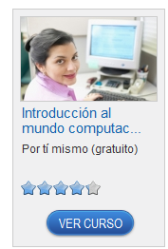 Introducción al
mundo computac...
Por tí mismo (gratuito)
VER CURSO